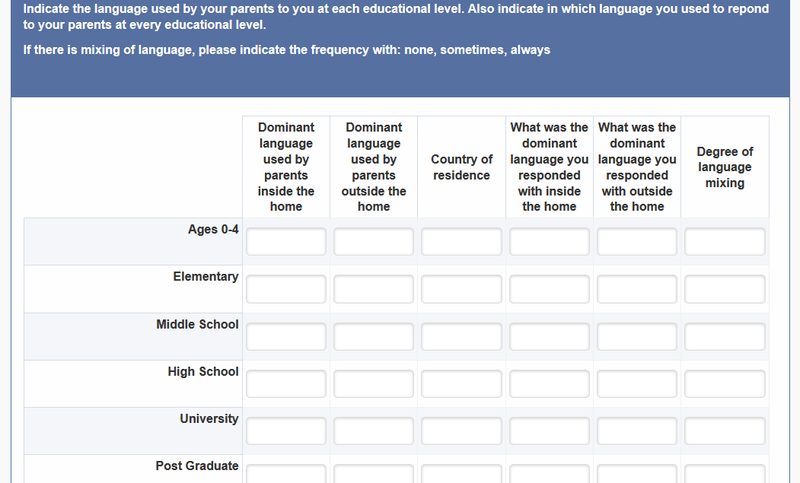 Indicate the language used by your parents to you at each educational level. Also indicate in which language you used to repond
to your parents at every educational level.
If there is mixing of language, please indicate the frequency with: none, sometimes, always
Dominant
language
used by
parents
inside the
home
Dominant
language
used by
parents
outside the
home
Country of
residence
What was the
dominant
language you
responded
with inside
the home
What was the
dominant
language you
responded
with outside
the home
Degree of
language
mixing
Ages 0-4
Elementary
Middle School
High School
University
Post Graduate